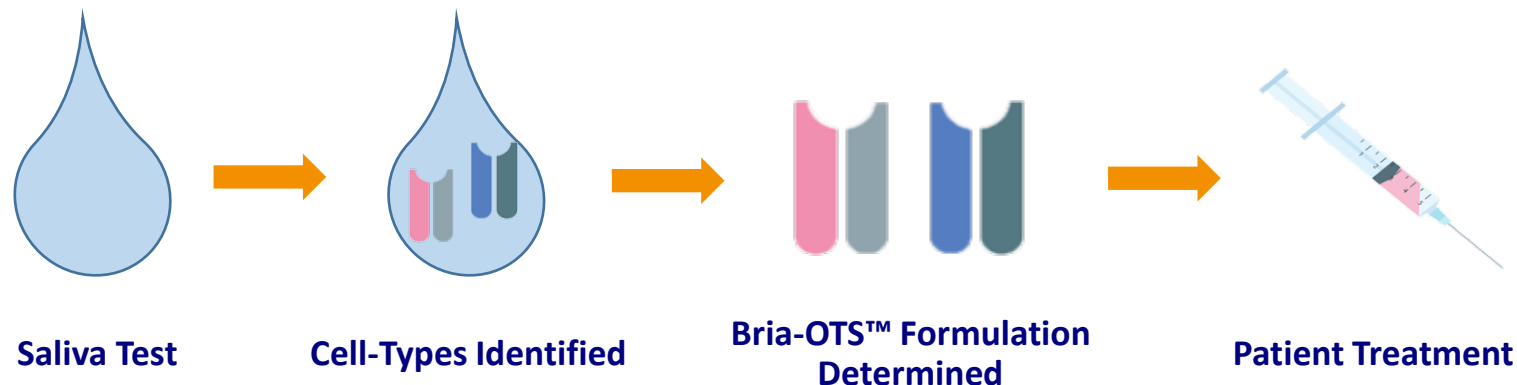 Saliva Test
Cell-Types Identified
Bria-OTS™ Formulation
Determined
Patient Treatment